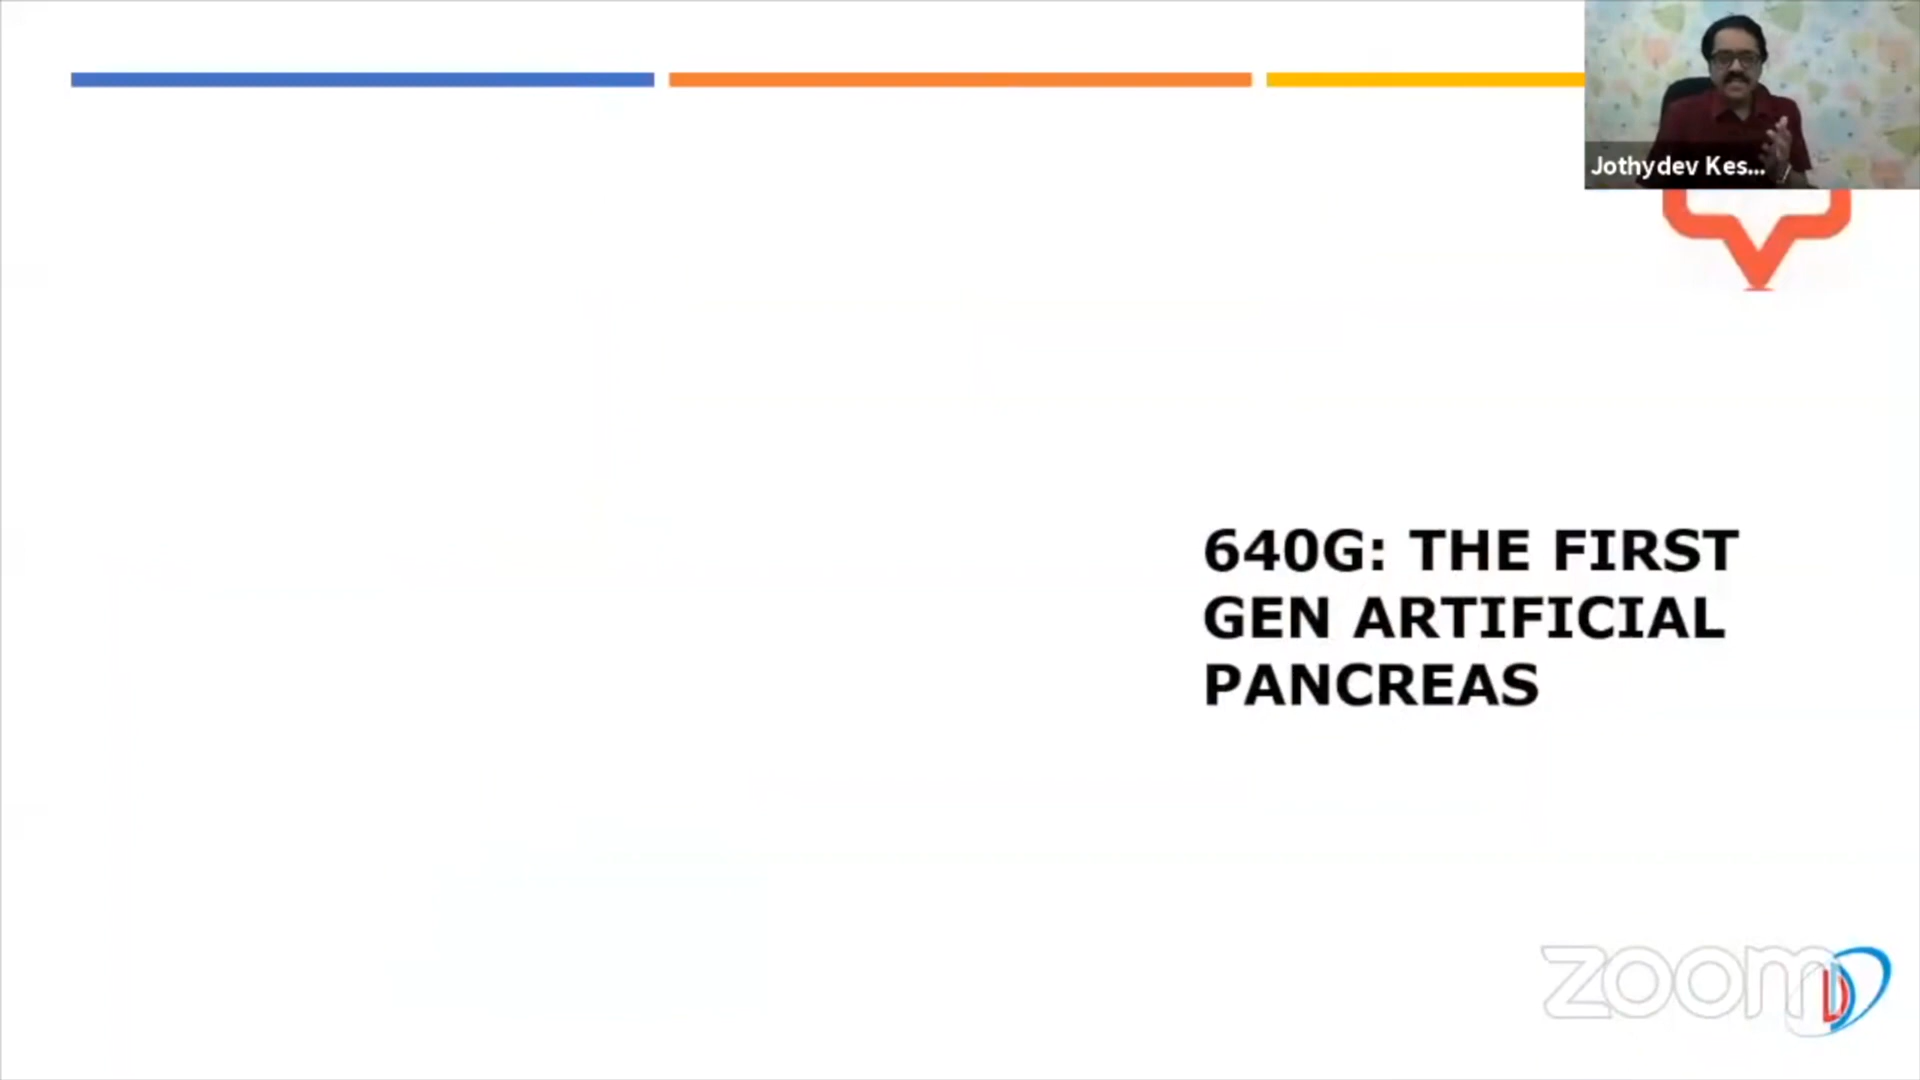 Jothydev Kes...
640G: THE FIRST
GEN ARTIFICIAL
PANCREAS
zoom